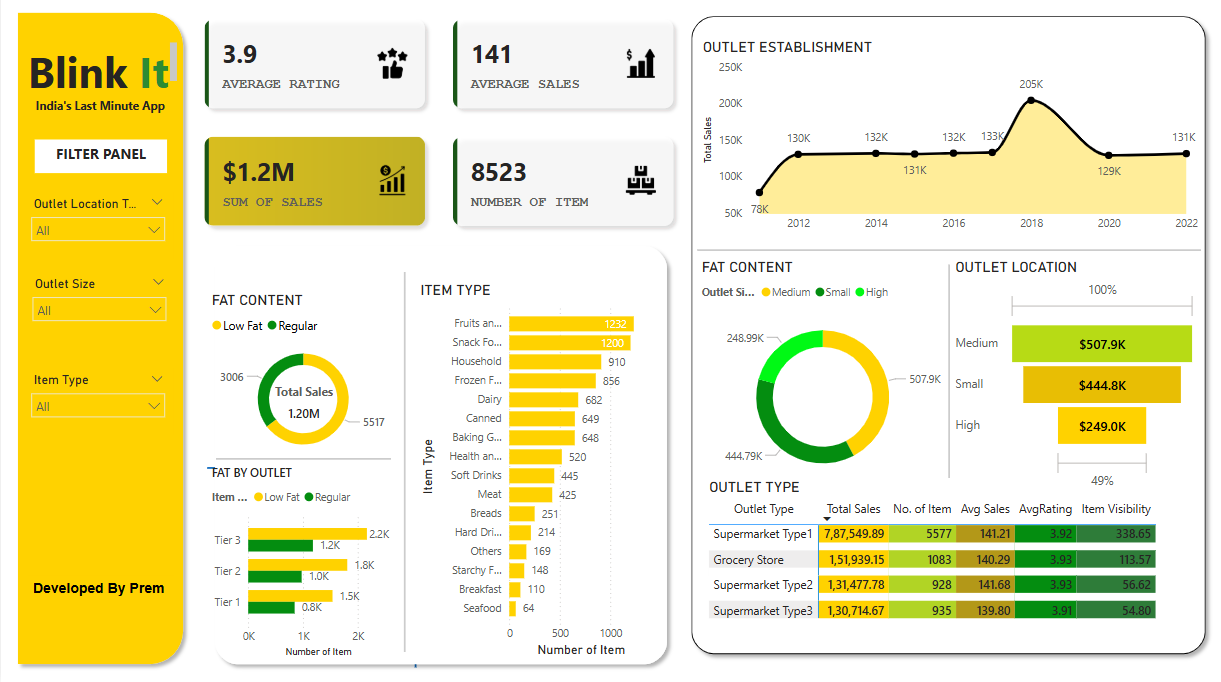 Blink It
India's Last Minute App
FILTER PANEL
Outlet Location T...
All
Outlet Size
All
Item Type
All
Developed By Prem
3.9
AVERAGE RATING
141
AVERAGE SALES
$1.2M
SUM OF SALES
8523
NUMBER OF ITEM
FAT CONTENT
Low Fat Regular
3006
Total Sales
1.20M
5517
FAT BY OUTLET
Item ... Low Fat Regular
Tier 3 2.2K
1.2K
Tier 2 1.8K
1.0K
Tier 1 1.5K
0.8K
0K 1K 2K
Number of Item
ITEM TYPE
Item Type
Fruits an... 1232
Snack Fo... 1200
Household 910
Frozen F... 856
Dairy 682
Canned 649
Baking G... 648
Health an... 520
Soft Drinks 445
Meat 425
Breads 251
Hard Dri... 214
Others 169
Starchy F... 148
Breakfast 110
Seafood 64
0 500 1000
Number of Item
OUTLET ESTABLISHMENT
Total Sales
250K
200K
150K
100K
50K
78K 130K 132K 131K 132K 133K 205K 129K 131K
2012 2014 2016 2018 2020 2022
FAT CONTENT
Outlet Si... Medium Small High
248.99K
507.9K
444.79K
OUTLET LOCATION
100%
Medium $507.9K
Small $444.8K
High $249.0K
49%
OUTLET TYPE
Outlet Type Total Sales No. of Item Avg Sales AvgRating Item Visibility
Supermarket Type1 7,87,549.89 5577 141.21 3.92 338.65
Grocery Store 1,51,939.15 1083 140.29 3.93 113.57
Supermarket Type2 1,31,477.78 928 141.68 3.93 56.62
Supermarket Type3 1,30,714.67 935 139.80 3.91 54.80